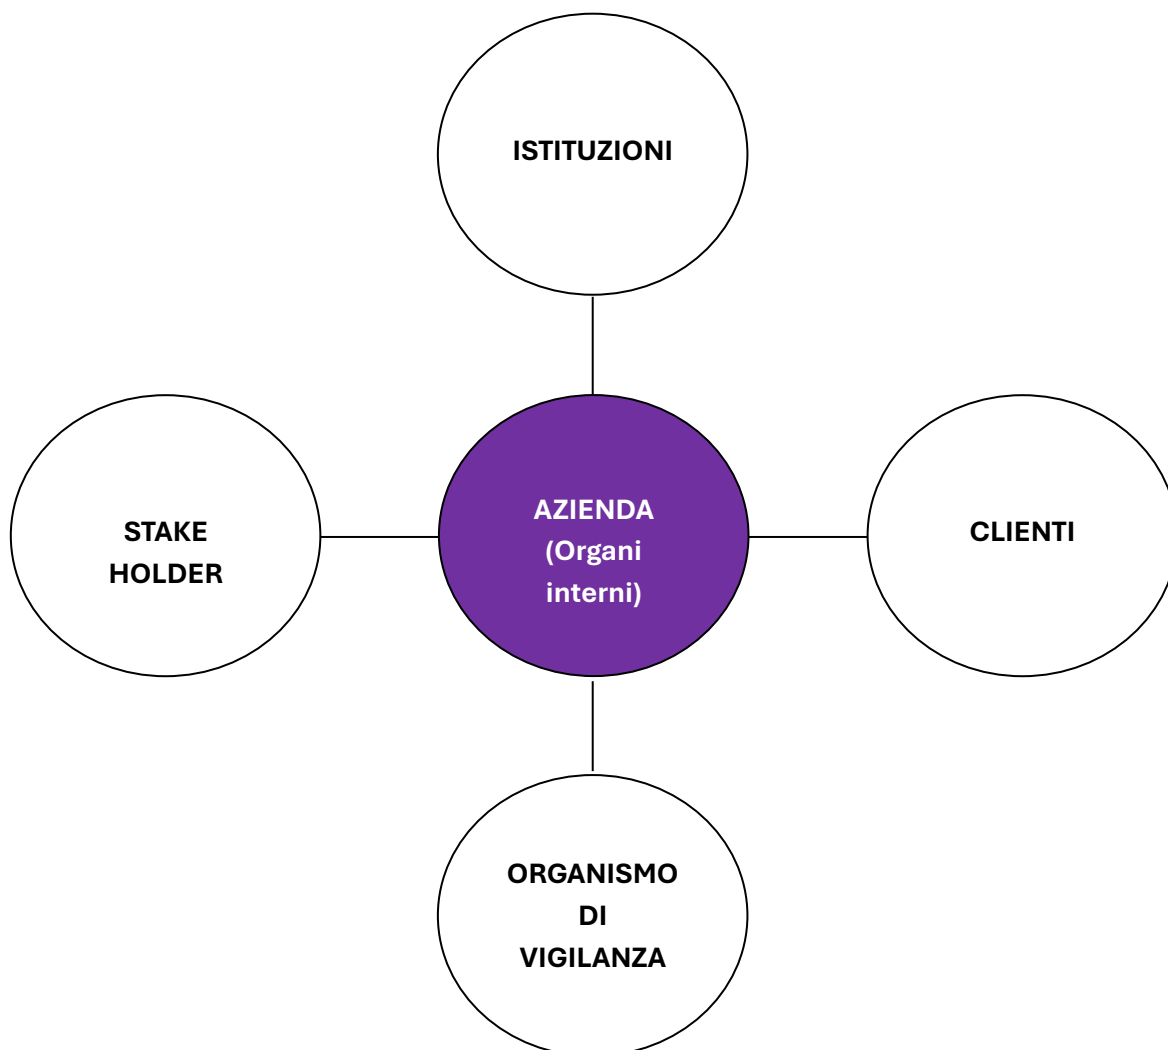 ISTITUZIONI
STAKE
HOLDER
AZIENDA
(Organi
interni)
CLIENTI
ORGANISMO
DI
VIGILANZA